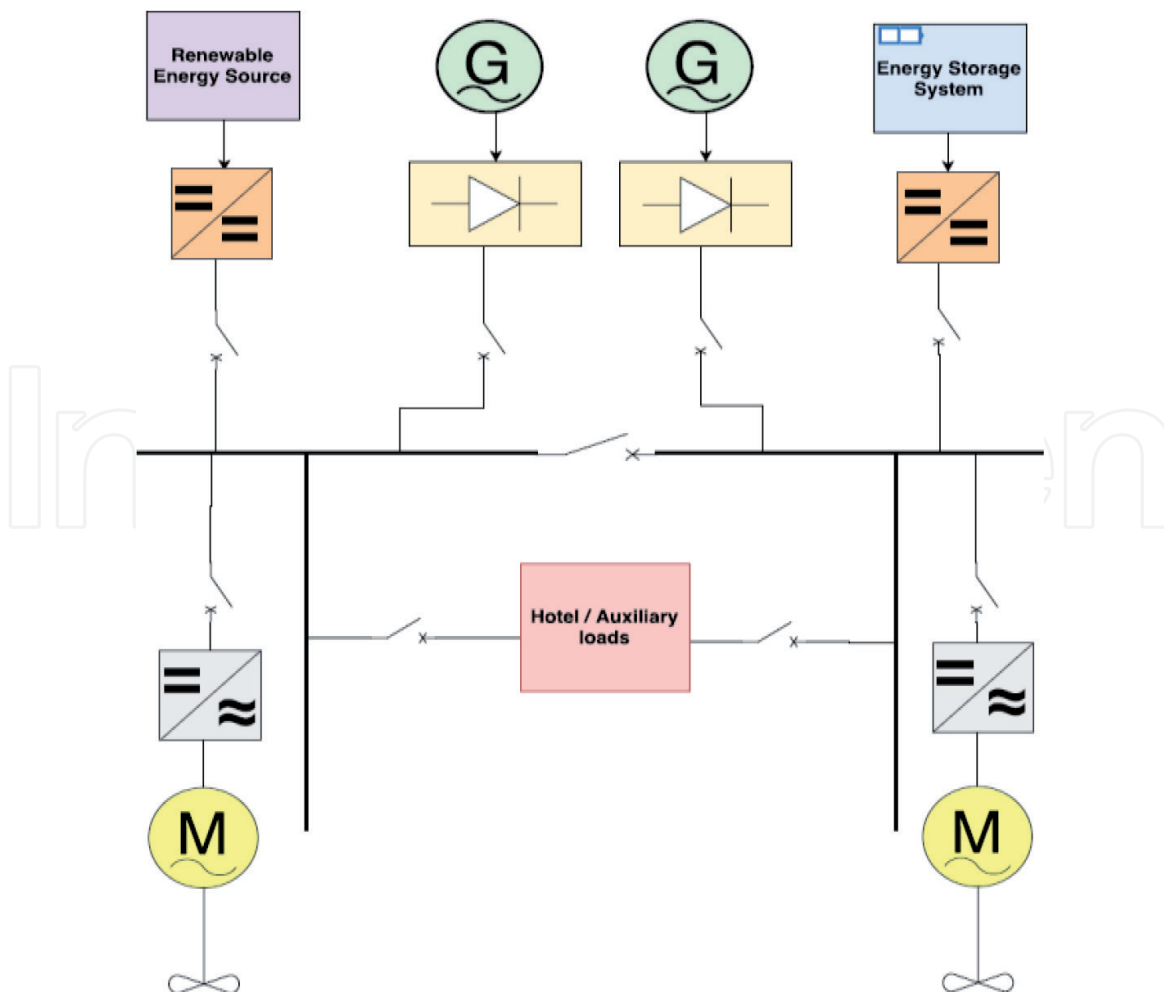 Renewable
Energy Source
G
G
Energy Storage
System
Hotel / Auxiliary
loads
M
M